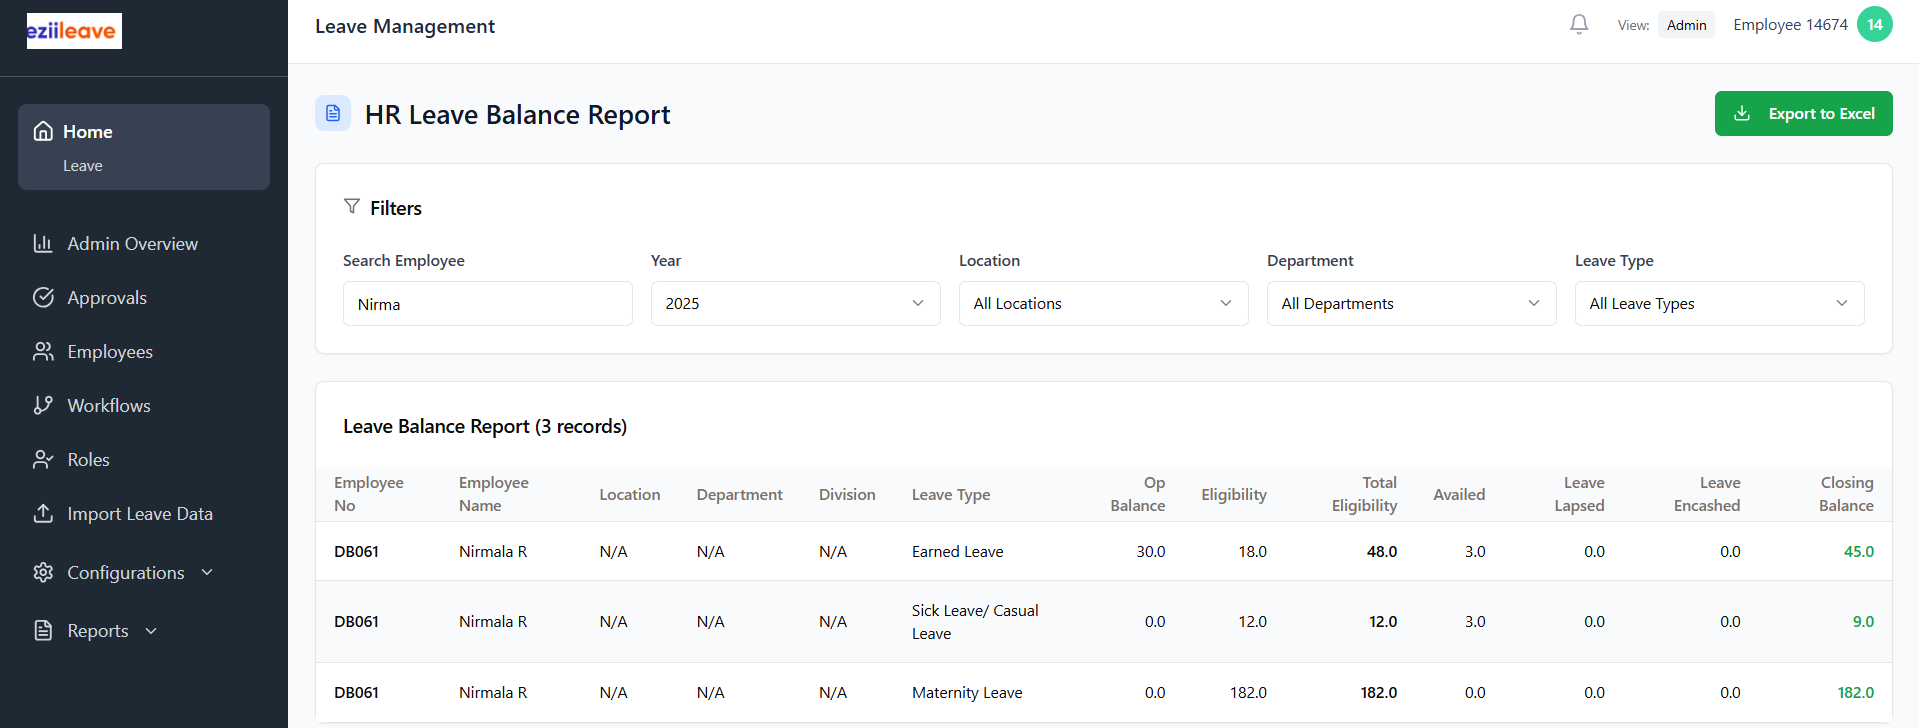 eziileave
Leave Management
View: Admin Employee 14674 14
Home
Leave
Admin Overview
Approvals
Employees
Workflows
Roles
Import Leave Data
Configurations
Reports
HR Leave Balance Report
Export to Excel
Filters
Search Employee Year Location Department Leave Type
Nirma 2025 All Locations All Departments All Leave Types
Leave Balance Report (3 records)
Employee No Employee Name Location Department Division Leave Type Op Balance Eligibility Total Eligibility Availed Leave Lapsed Leave Encashed Closing Balance
DB061 Nirmala R N/A N/A N/A Earned Leave 30.0 18.0 48.0 3.0 0.0 0.0 45.0
DB061 Nirmala R N/A N/A N/A Sick Leave/ Casual Leave 0.0 12.0 12.0 3.0 0.0 0.0 9.0
DB061 Nirmala R N/A N/A N/A Maternity Leave 0.0 182.0 182.0 0.0 0.0 0.0 182.0